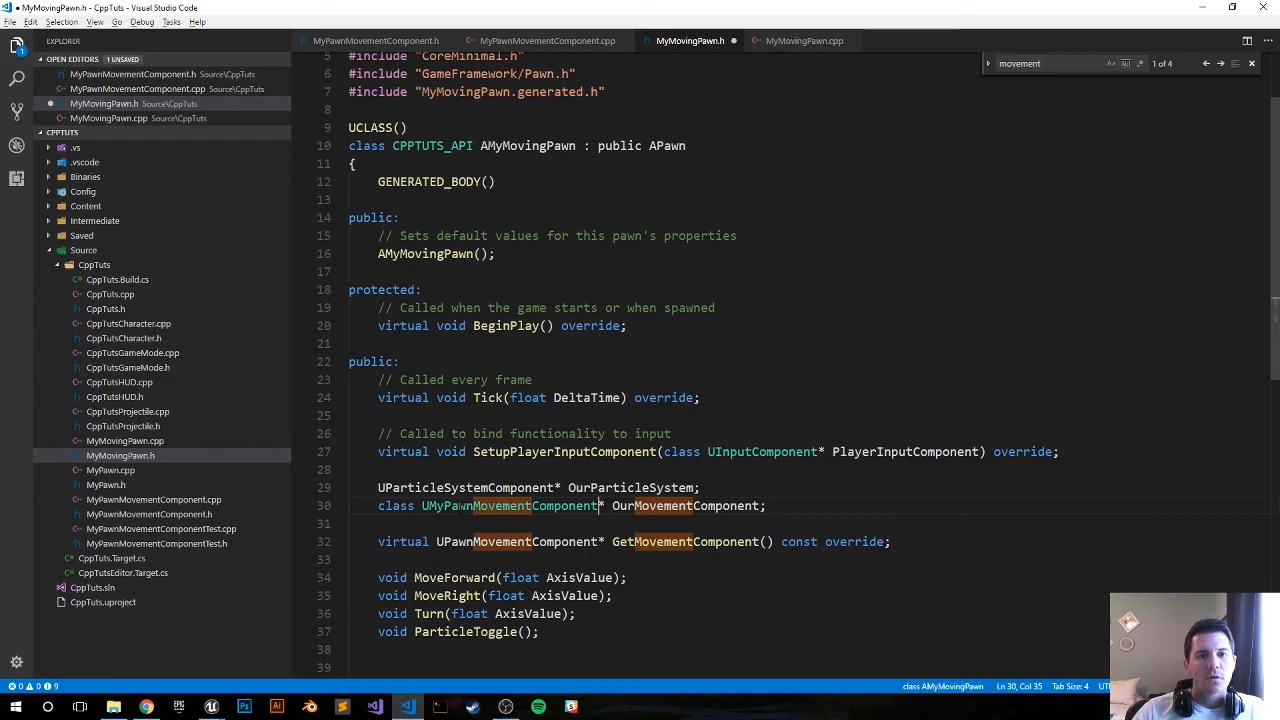 MyMovingPawn.h - CppTuts - Visual Studio Code
File Edit Selection View Go Debug Tasks Help
EXPLORER
OPEN EDITORS 1 UNSAVED
MyPawnMovementComponent.h Source\CppTuts
MyPawnMovementComponent.cpp Source\CppTuts
MyMovingPawn.h Source\CppTuts
MyMovingPawn.cpp Source\CppTuts
CPPTUTS
.vs
.vscode
Binaries
Config
Content
Intermediate
Saved
Source
CppTuts
CppTuts.Build.cs
CppTuts.cpp
CppTuts.h
CppTutsCharacter.cpp
CppTutsCharacter.h
CppTutsGameMode.cpp
CppTutsGameMode.h
CppTutsHUD.cpp
CppTutsHUD.h
CppTutsProjectile.cpp
CppTutsProjectile.h
MyMovingPawn.cpp
MyMovingPawn.h
MyPawn.cpp
MyPawn.h
MyPawnMovementComponent.cpp
MyPawnMovementComponent.h
MyPawnMovementComponentTest.cpp
MyPawnMovementComponentTest.h
CppTuts.Target.cs
CppTutsEditor.Target.cs
CppTuts.sln
CppTuts.uproject
MyPawnMovementComponent.h MyPawnMovementComponent.cpp MyMovingPawn.h MyMovingPawn.cpp
movement Aa Abl .* 1 of 4
5 #include "CoreMinimal.h"
6 #include "GameFramework/Pawn.h"
7 #include "MyMovingPawn.generated.h"
8
9 UCLASS()
10 class CPPTUTS_API AMyMovingPawn : public APawn
11 {
12 GENERATED_BODY()
13
14 public:
15 // Sets default values for this pawn's properties
16 AMyMovingPawn();
17
18 protected:
19 // Called when the game starts or when spawned
20 virtual void BeginPlay() override;
21
22 public:
23 // Called every frame
24 virtual void Tick(float DeltaTime) override;
25
26 // Called to bind functionality to input
27 virtual void SetupPlayerInputComponent(class UInputComponent* PlayerInputComponent) override;
28
29 UParticleSystemComponent* OurParticleSystem;
30 class UMyPawnMovementComponent* OurMovementComponent;
31
32 virtual UPawnMovementComponent* GetMovementComponent() const override;
33
34 void MoveForward(float AxisValue);
35 void MoveRight(float AxisValue);
36 void Turn(float AxisValue);
37 void ParticleToggle();
38
39
0 0 9 class AMyMovingPawn Ln 30, Col 35 Tab Size: 4